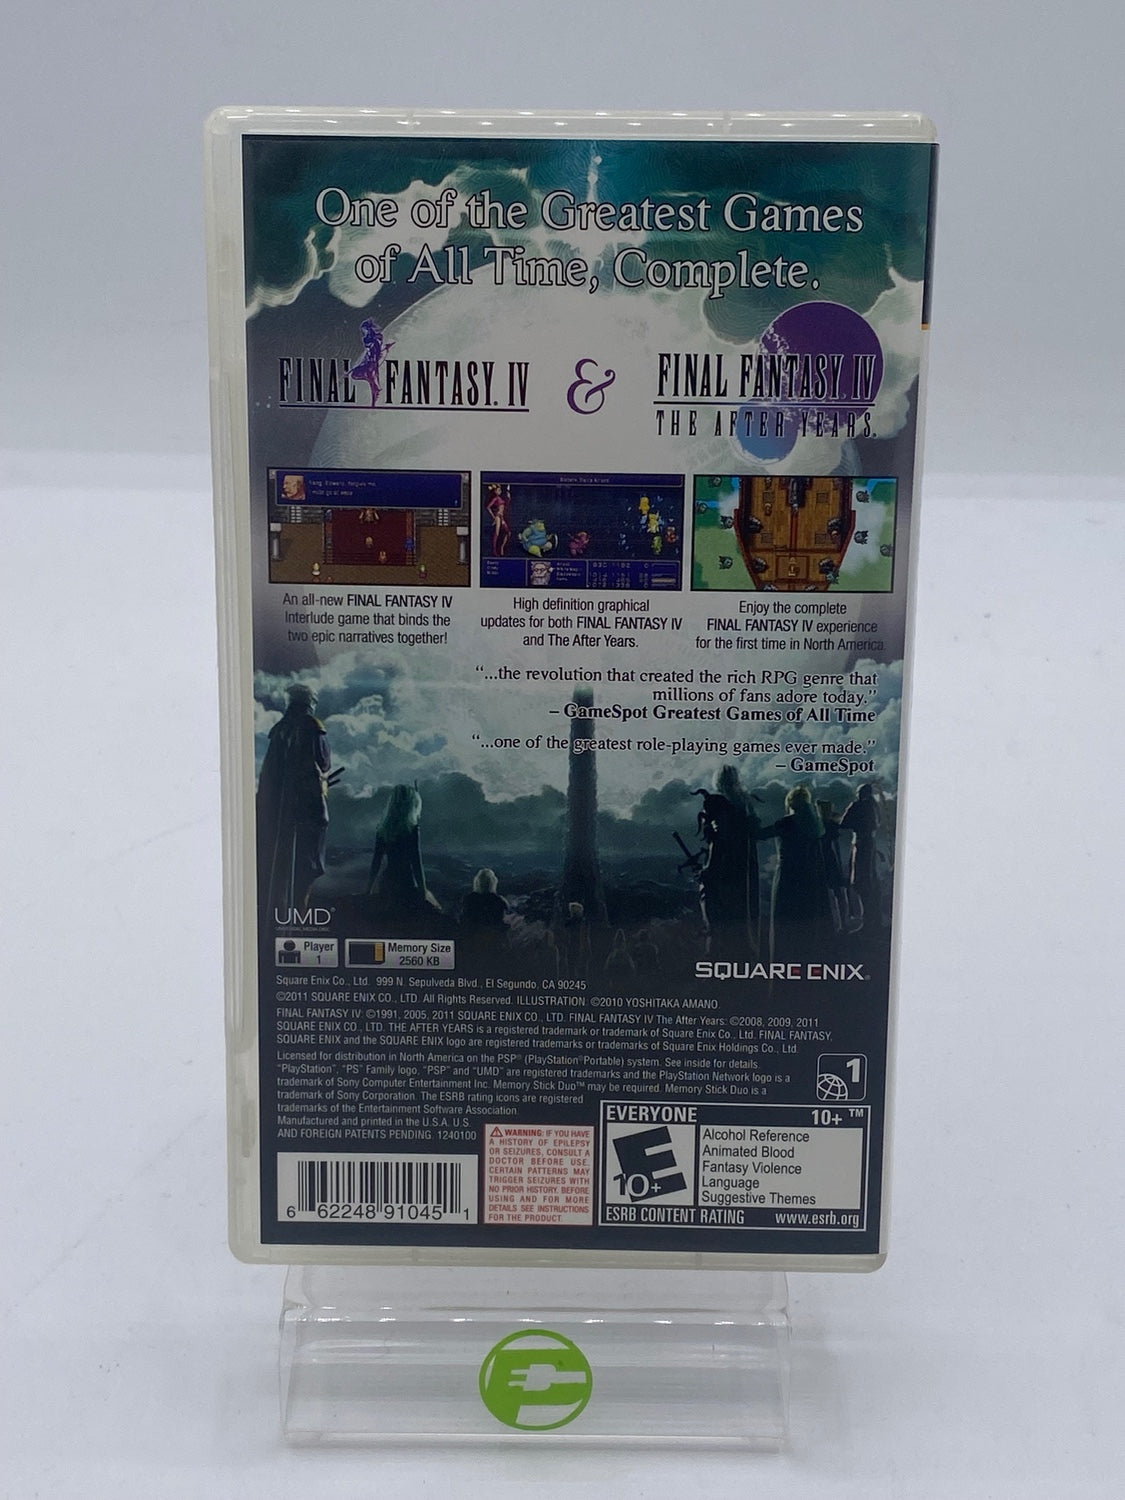 One of the Greatest Games
of All Time, Complete.
FINAL FANTASY. IV & FINAL FANTASY. IV
THE AFTER YEARS.
An all-new FINAL FANTASY IV
Interlude game that binds the
two epic narratives together!
High definition graphical
updates for both FINAL FANTASY IV
and The After Years.
Enjoy the complete
FINAL FANTASY IV experience
for the first time in North America.
“...the revolution that created the rich RPG genre that
millions of fans adore today.”
– GameSpot Greatest Games of All Time
“...one of the greatest role-playing games ever made.”
– GameSpot
UMD®
UNIVERSAL MEDIA DISC
Player
1
Memory Size
2560 KB
SQUARE ENIX®
Square Enix Co., Ltd. 999 N. Sepulveda Blvd., El Segundo, CA 90245
©2011 SQUARE ENIX CO., LTD. All Rights Reserved. ILLUSTRATION: ©2010 YOSHITAKA AMANO.
FINAL FANTASY IV: ©1991, 2005, 2011 SQUARE ENIX CO., LTD. FINAL FANTASY IV The After Years: ©2008, 2009, 2011
SQUARE ENIX CO., LTD. THE AFTER YEARS is a registered trademark or trademark of Square Enix Co., Ltd. FINAL FANTASY,
SQUARE ENIX and the SQUARE ENIX logo are registered trademarks or trademarks of Square Enix Holdings Co., Ltd.
Licensed for distribution in North America on the PSP® (PlayStation®Portable) system. See inside for details.
“PlayStation”, “PS” Family logo, “PSP” and “UMD” are registered trademarks and the PlayStation Network logo is a
trademark of Sony Computer Entertainment Inc. Memory Stick Duo™ may be required. Memory Stick Duo is a
trademark of Sony Corporation. The ESRB rating icons are registered
trademarks of the Entertainment Software Association.
Manufactured and printed in the U.S.A. U.S.
AND FOREIGN PATENTS PENDING. 1240100
1
6 62248 91045 1
WARNING: IF YOU HAVE
A HISTORY OF EPILEPSY
OR SEIZURES, CONSULT A
DOCTOR BEFORE USE.
CERTAIN PATTERNS MAY
TRIGGER SEIZURES WITH
NO PRIOR HISTORY. BEFORE
USING AND FOR MORE
DETAILS SEE INSTRUCTIONS
FOR THE PRODUCT.
EVERYONE 10+ ™
E
10+
Alcohol Reference
Animated Blood
Fantasy Violence
Language
Suggestive Themes
ESRB CONTENT RATING www.esrb.org